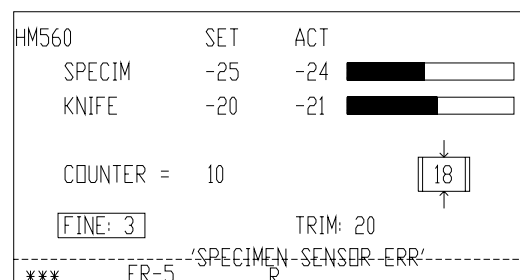 HM560 SET ACT
SPECIM -25 -24
KNIFE -20 -21
COUNTER = 10 18
FINE: 3 TRIM: 20
'SPECIMEN SENSOR ERR'
*** ER-5 R